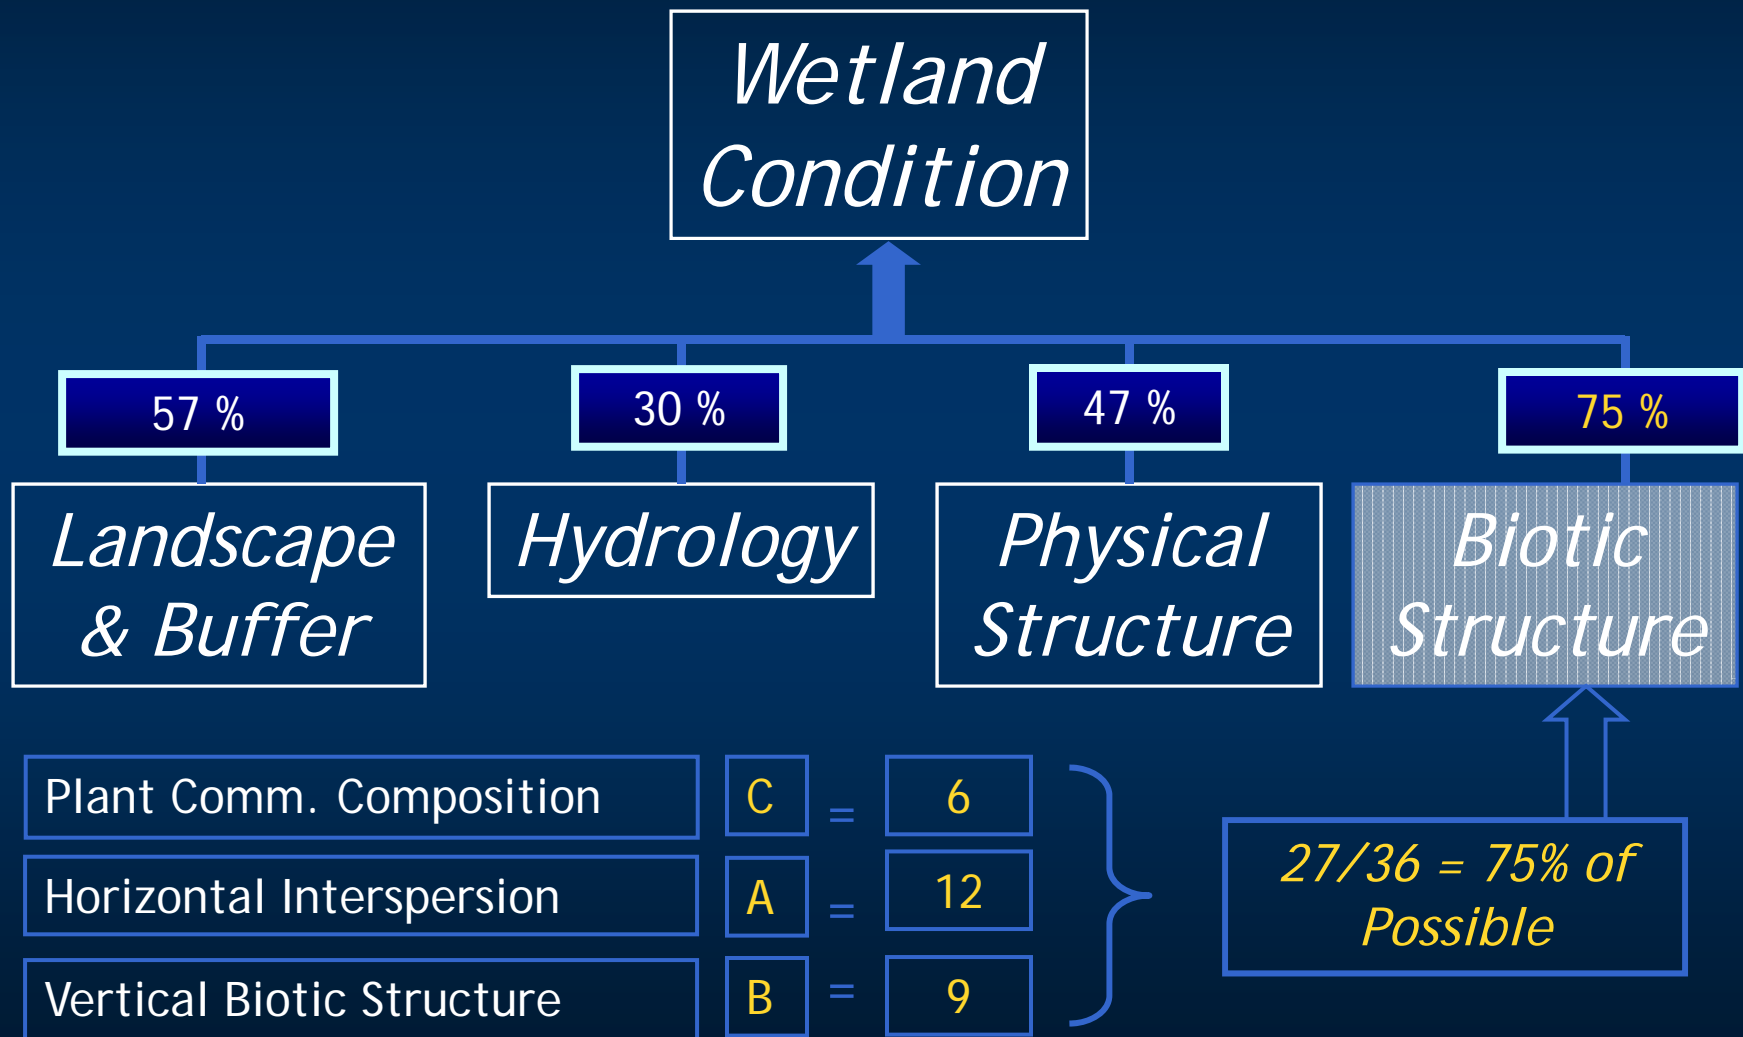 Wetland
Condition
57 %
30 %
47 %
75 %
Landscape
& Buffer
Hydrology
Physical
Structure
Biotic
Structure
Plant Comm. Composition C = 6
Horizontal Interspersion A = 12
Vertical Biotic Structure B = 9
27/36 = 75% of
Possible